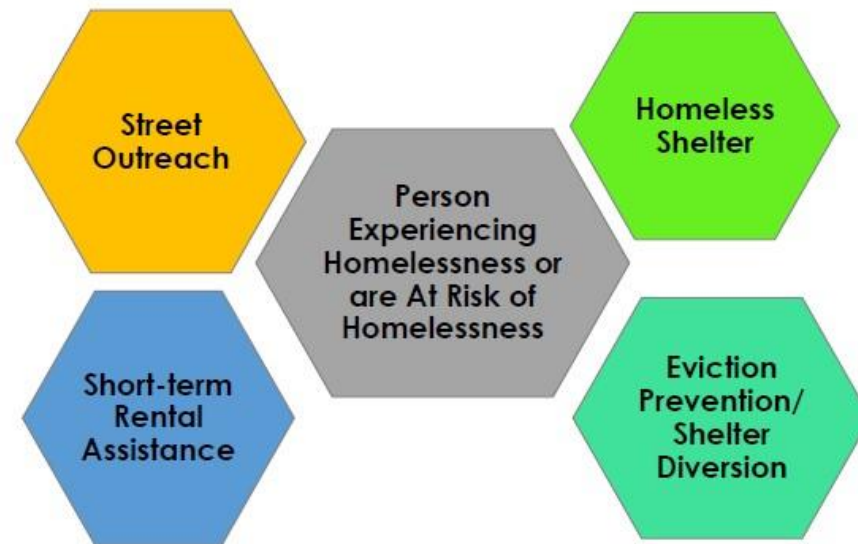 Street
Outreach
Homeless
Shelter
Person
Experiencing
Homelessness or
are At Risk of
Homelessness
Short-term
Rental
Assistance
Eviction
Prevention/
Shelter
Diversion